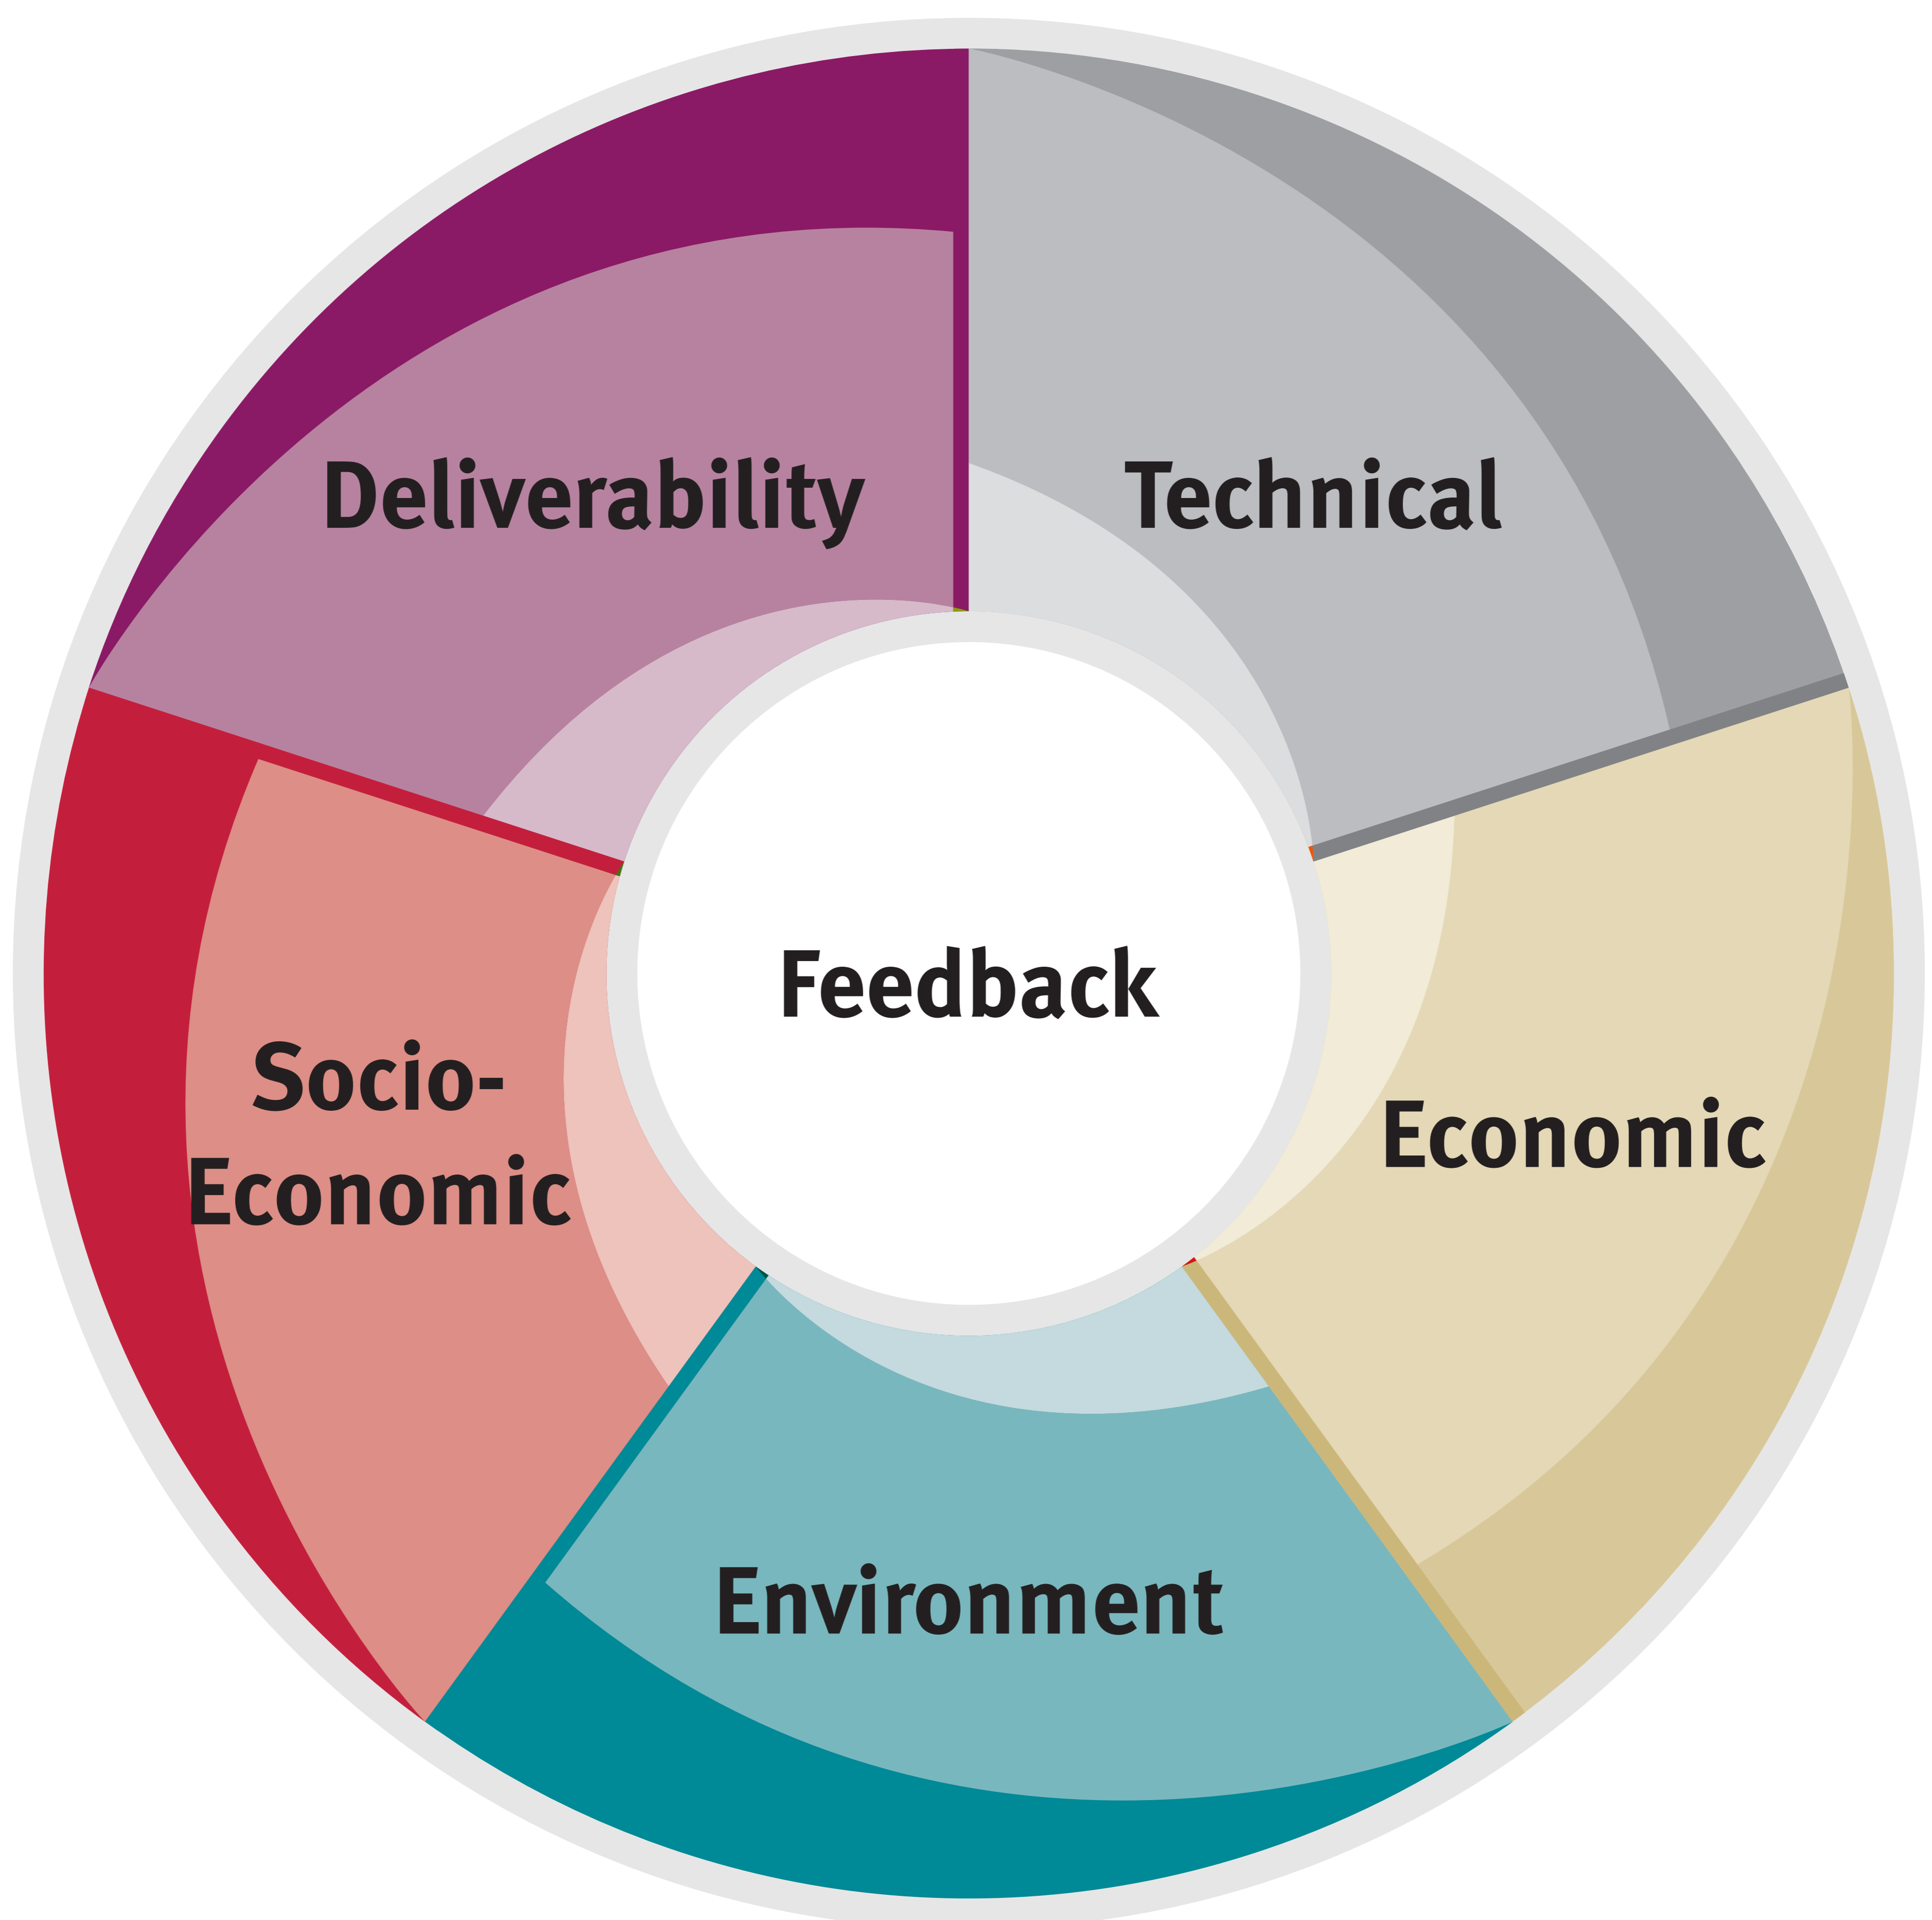 Deliverability
Technical
Feedback
Socio-
Economic
Economic
Environment